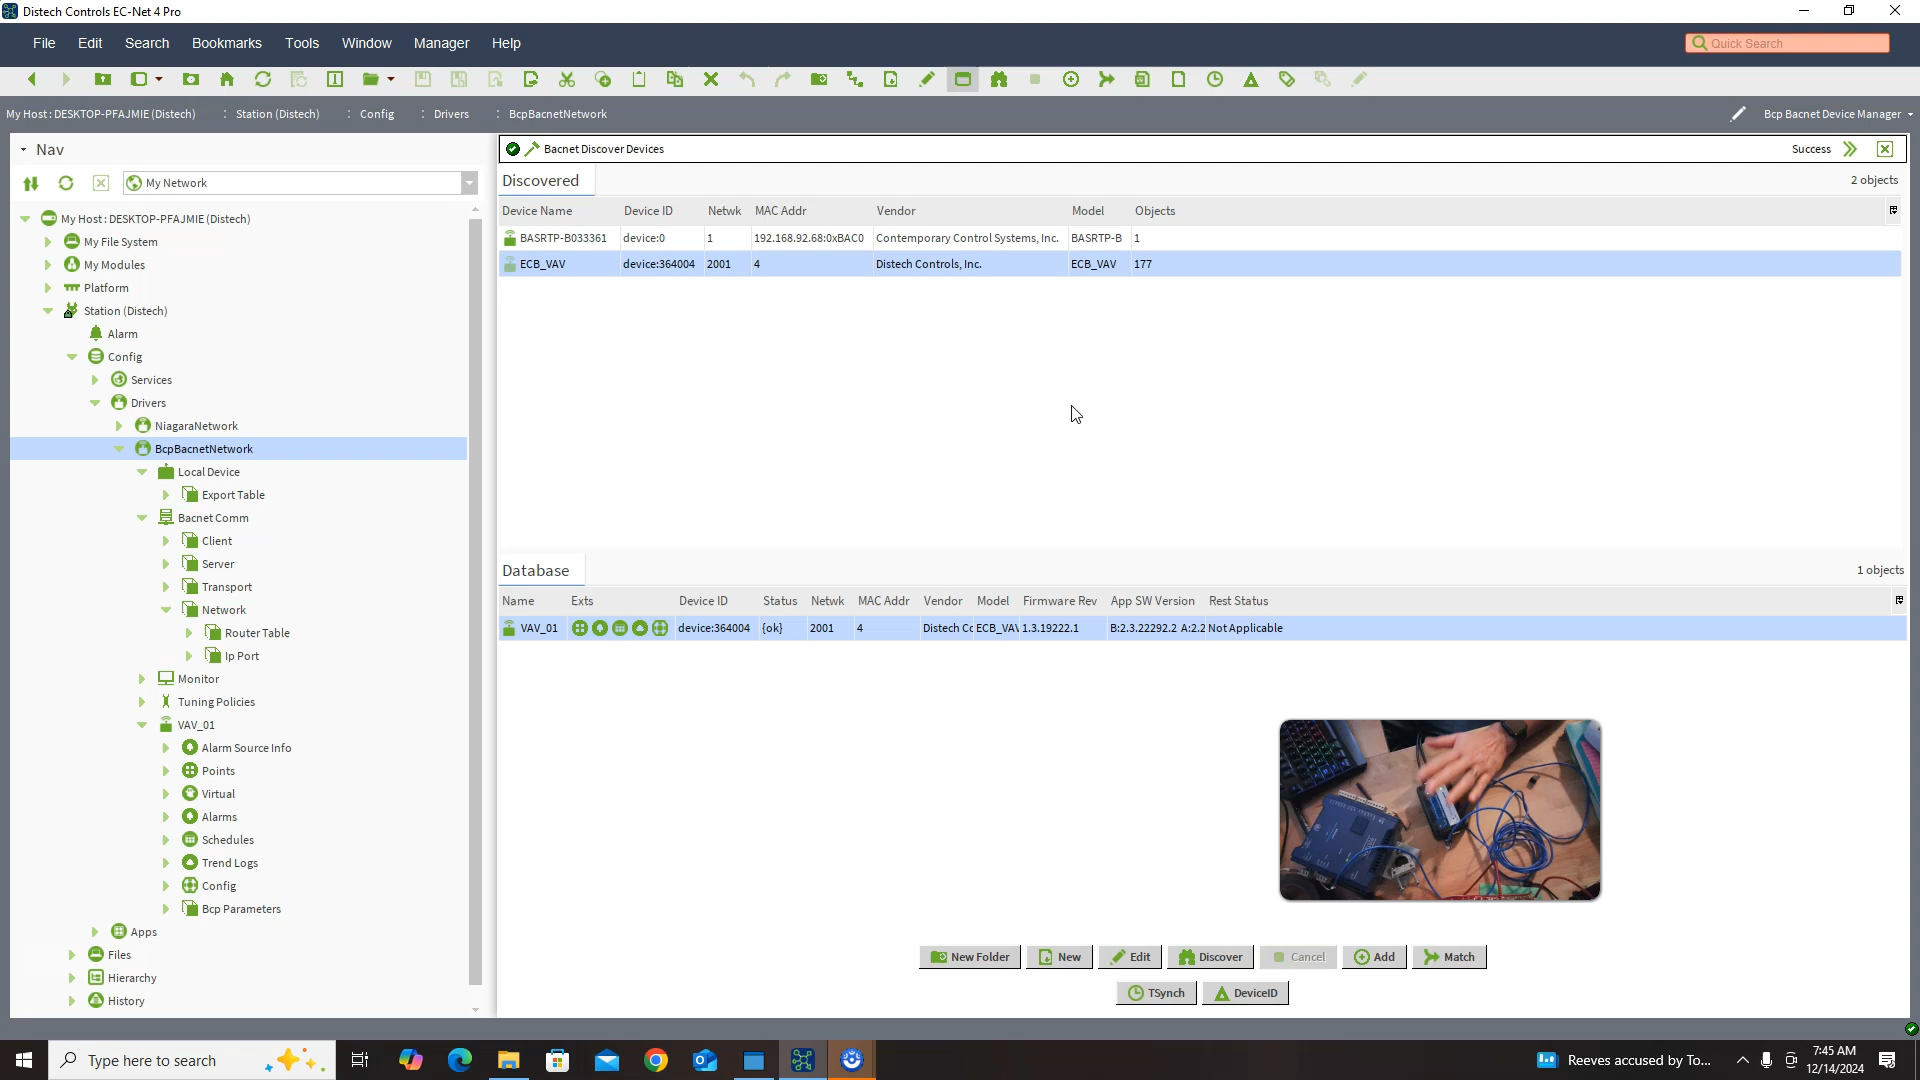 Distech Controls EC-Net 4 Pro
File Edit Search Bookmarks Tools Window Manager Help
Quick Search
My Host : DESKTOP-PFAJMIE (Distech) : Station (Distech) : Config : Drivers : BcpBacnetNetwork
Bcp Bacnet Device Manager
Nav
My Network
My Host : DESKTOP-PFAJMIE (Distech)
My File System
My Modules
Platform
Station (Distech)
Alarm
Config
Services
Drivers
NiagaraNetwork
BcpBacnetNetwork
Local Device
Export Table
Bacnet Comm
Client
Server
Transport
Network
Router Table
Ip Port
Monitor
Tuning Policies
VAV_01
Alarm Source Info
Points
Virtual
Alarms
Schedules
Trend Logs
Config
Bcp Parameters
Apps
Files
Hierarchy
History
Bacnet Discover Devices Success
Discovered 2 objects
Device Name Device ID Netwk MAC Addr Vendor Model Objects
BASRTP-B033361 device:0 1 192.168.92.68:0xBAC0 Contemporary Control Systems, Inc. BASRTP-B 1
ECB_VAV device:364004 2001 4 Distech Controls, Inc. ECB_VAV 177
Database 1 objects
Name Exts Device ID Status Netwk MAC Addr Vendor Model Firmware Rev App SW Version Rest Status
VAV_01 device:364004 {ok} 2001 4 Distech Cc ECB_VAV 1.3.19222.1 B:2.3.22292.2 A:2.2 Not Applicable
New Folder New Edit Discover Cancel Add Match
TSynch DeviceID
Type here to search
Reeves accused by To...
7:45 AM
12/14/2024